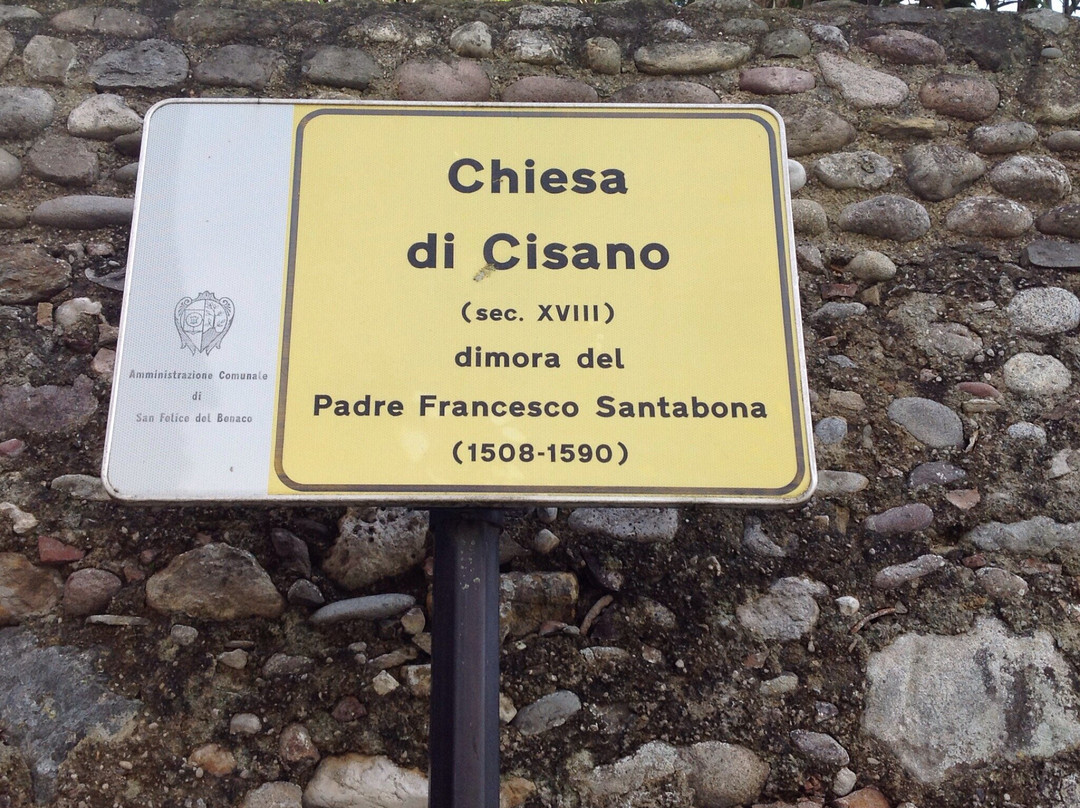 Chiesa
di Cisano
(sec. XVIII)
dimora del
Padre Francesco Santabona
(1508-1590)
Amministrazione Comunale
di
San Felice del Benaco